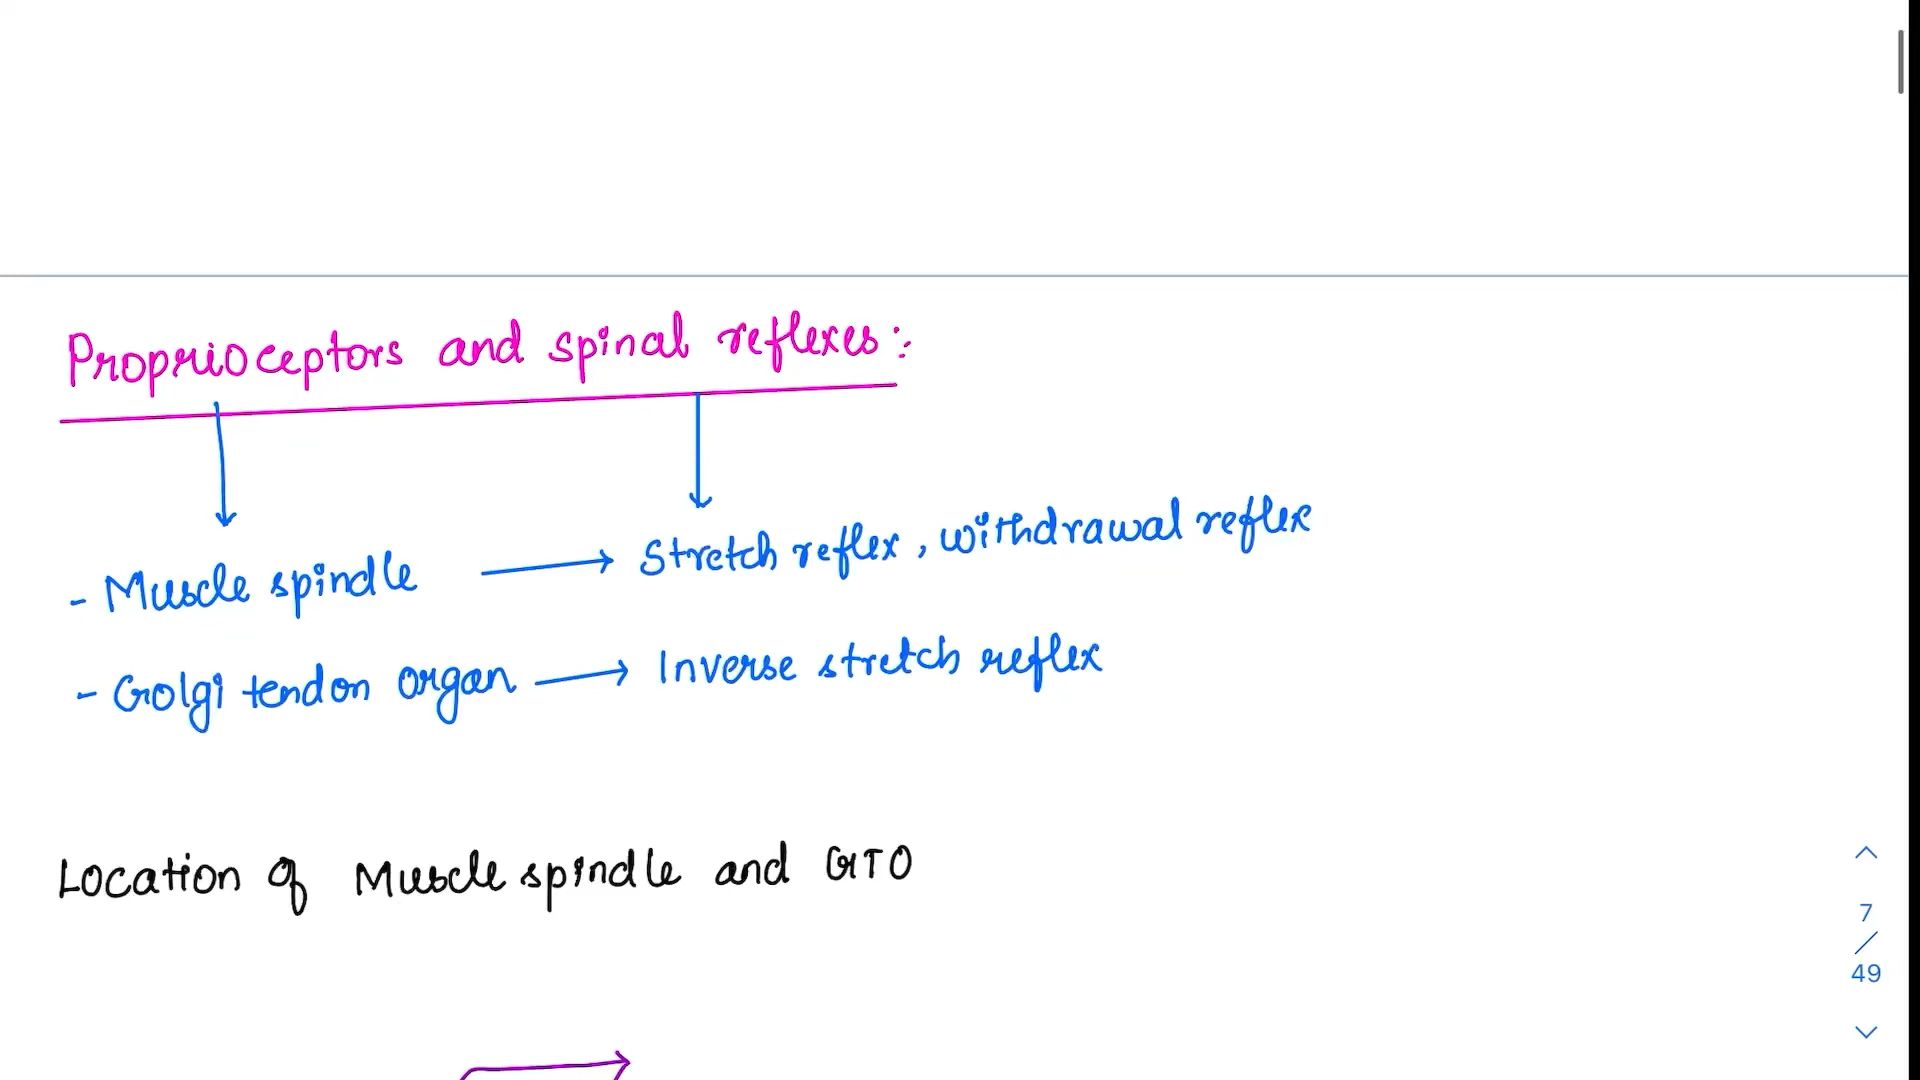 Proprioceptors and spinal reflexes:
- Muscle spindle → Stretch reflex, withdrawal reflex
- Golgi tendon organ → Inverse stretch reflex
Location of Muscle spindle and GTO
7
/
49